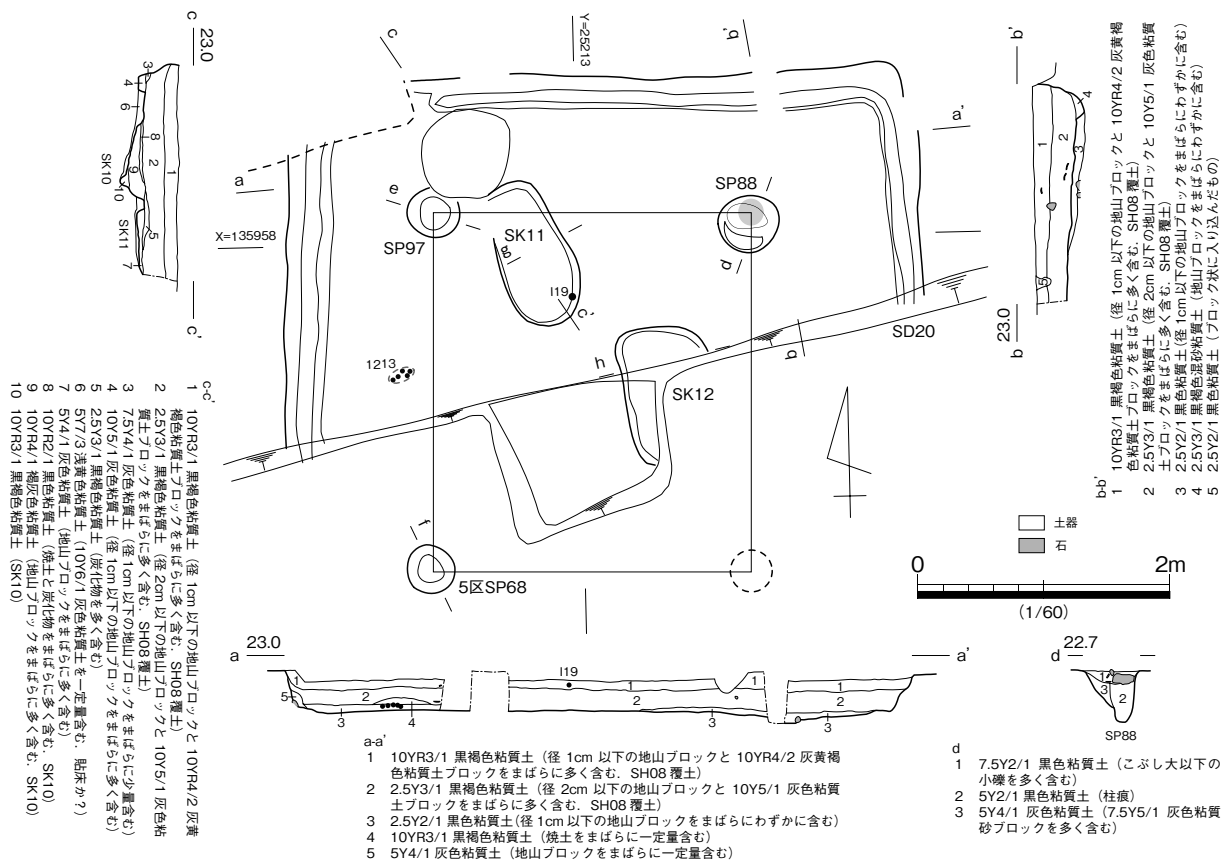 c
23.0
3
4
6
8
2
1
9
10
5
7
SK10
SK11
c'
c
Y=25213
b'
a'
a
X=135958
e
SP97
SK11
g
I19
c'
SP88
d
SD20
b
h
SK12
1213
f
5区SP68
b'
4
1
2
3
5
23.0
b
b-b'
1 10YR3/1 黒褐色粘質土（径 1cm 以下の地山ブロックと 10YR4/2 灰黄褐
色粘質土ブロックをまばらに多く含む．SH08 覆土）
2 2.5Y3/1 黒褐色粘質土（径 2cm 以下の地山ブロックと 10Y5/1 灰色粘質
土ブロックをまばらに多く含む．SH08 覆土）
3 2.5Y2/1 黒色粘質土（径 1cm 以下の地山ブロックをまばらにわずかに含む）
4 2.5Y3/1 黒褐色混砂粘質土（地山ブロックをまばらにわずかに含む）
5 2.5Y2/1 黒色粘質土（ブロック状に入り込んだもの）
c-c'
1 10YR3/1 黒褐色粘質土（径 1cm 以下の地山ブロックと 10YR4/2 灰黄
褐色粘質土ブロックをまばらに多く含む．SH08 覆土）
2 2.5Y3/1 黒褐色粘質土（径 2cm 以下の地山ブロックと 10Y5/1 灰色粘
質土ブロックをまばらに多く含む．SH08 覆土）
3 7.5Y4/1 灰色粘質土（径 1cm 以下の地山ブロックをまばらに少量含む）
4 10Y5/1 灰色粘質土（径 1cm 以下の地山ブロックをまばらに多く含む）
5 2.5Y3/1 黒褐色粘質土（炭化物を多く含む）
6 5Y7/3 浅黄色粘質土（10Y6/1 灰色粘質土を一定量含む．貼床か？）
7 5Y4/1 灰色粘質土（地山ブロックをまばらに多く含む）
8 10YR2/1 黒色粘質土（焼土と炭化物をまばらに多く含む．SK10）
9 10YR4/1 褐灰色粘質土（地山ブロックをまばらに多く含む．SK10）
10 10YR3/1 黒褐色粘質土（SK10）
土器
石
0 2m
(1/60)
a 23.0 a'
1 I19 1 1 1
5 2 2 2
3 4 3 3
a-a'
1 10YR3/1 黒褐色粘質土（径 1cm 以下の地山ブロックと 10YR4/2 灰黄褐
色粘質土ブロックをまばらに多く含む．SH08 覆土）
2 2.5Y3/1 黒褐色粘質土（径 2cm 以下の地山ブロックと 10Y5/1 灰色粘質
土ブロックをまばらに多く含む．SH08 覆土）
3 2.5Y2/1 黒色粘質土(径 1cm 以下の地山ブロックをまばらにわずかに含む）
4 10YR3/1 黒褐色粘質土（焼土をまばらに一定量含む）
5 5Y4/1 灰色粘質土（地山ブロックをまばらに一定量含む）
22.7
d d'
1
3
2
SP88
d
1 7.5Y2/1 黒色粘質土（こぶし大以下の
小礫を多く含む）
2 5Y2/1 黒色粘質土（柱痕）
3 5Y4/1 灰色粘質土（7.5Y5/1 灰色粘質
砂ブロックを多く含む）